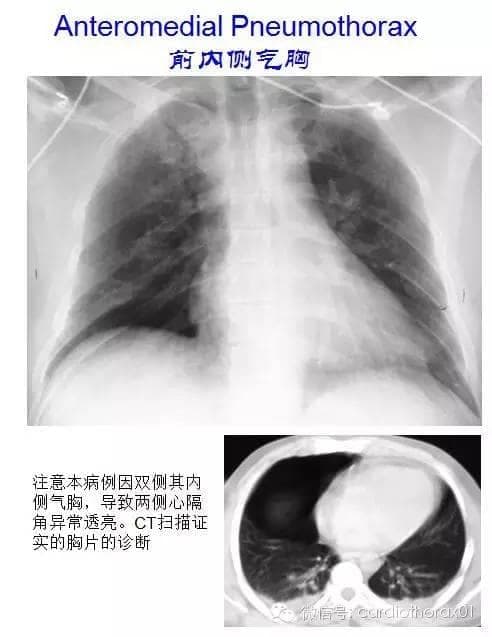 Anteromedial Pneumothorax
前内侧气胸
注意本病例因双侧其内
侧气胸，导致两侧心隔
角异常透亮。CT扫描证
实的胸片的诊断
微信号: cardiothorax01